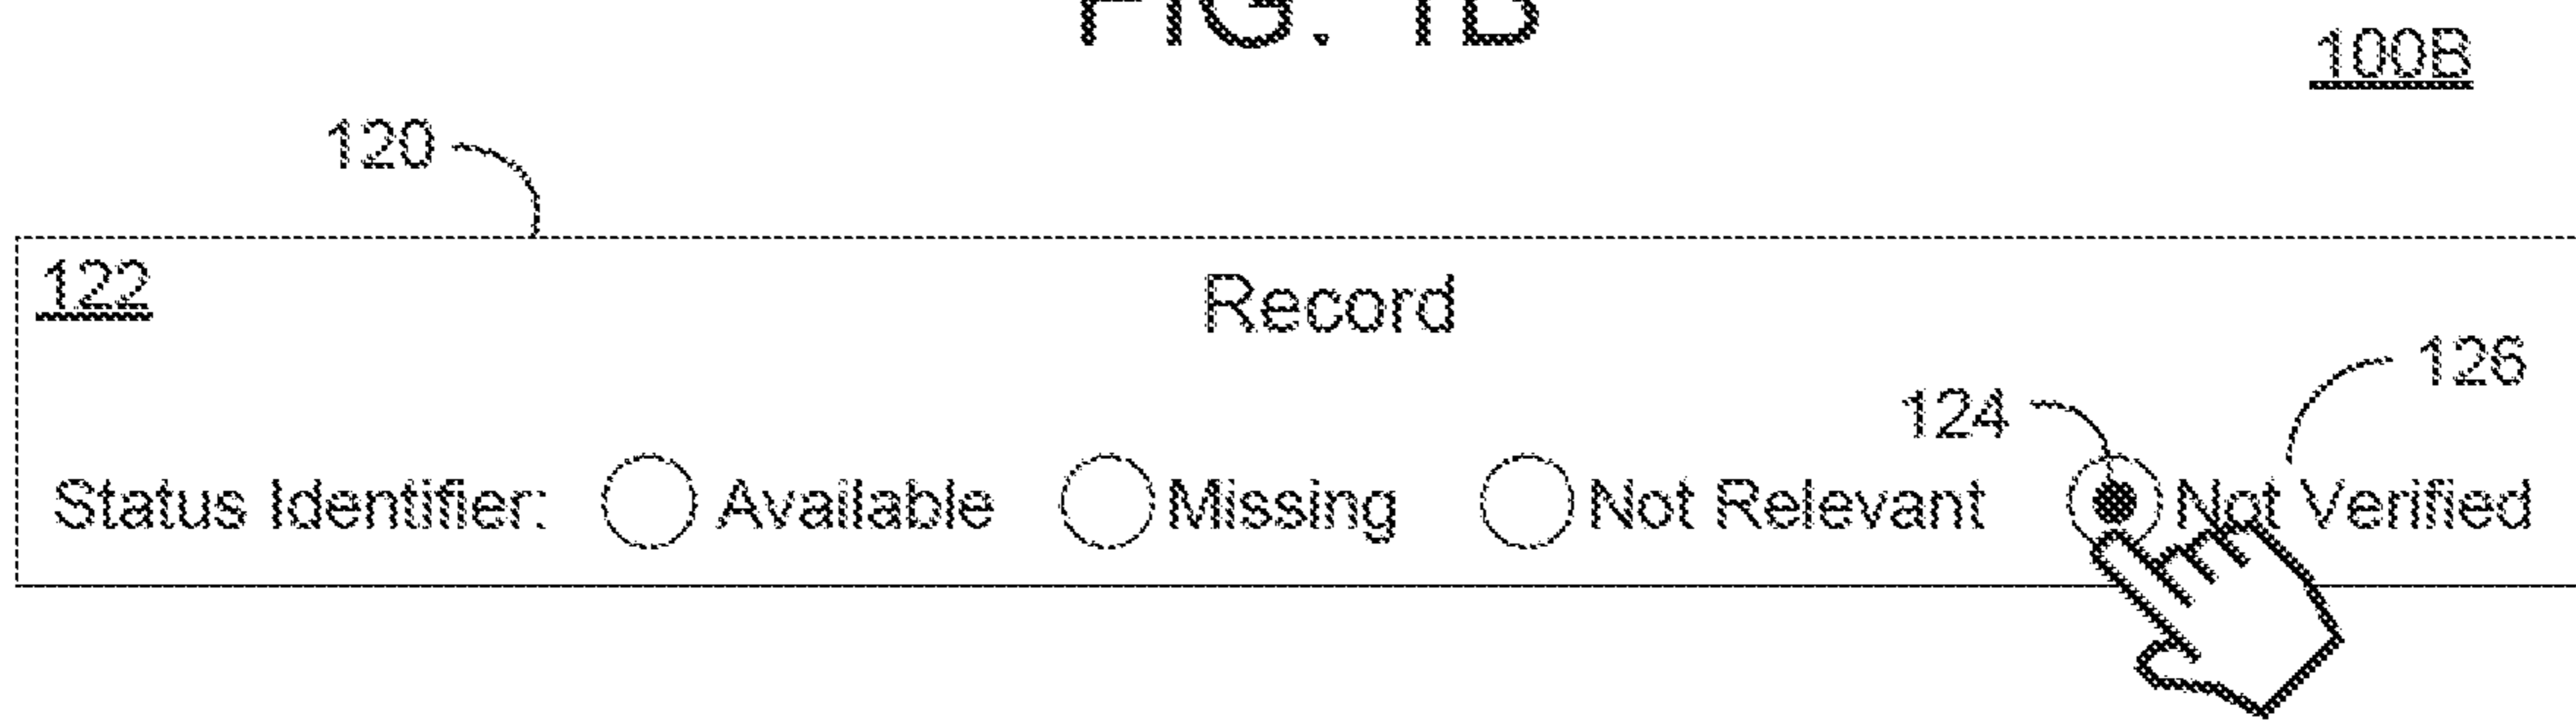 FIG. 1B
100B
120
122
Record
126
124
Status Identifier: Available Missing Not Relevant Not Verified